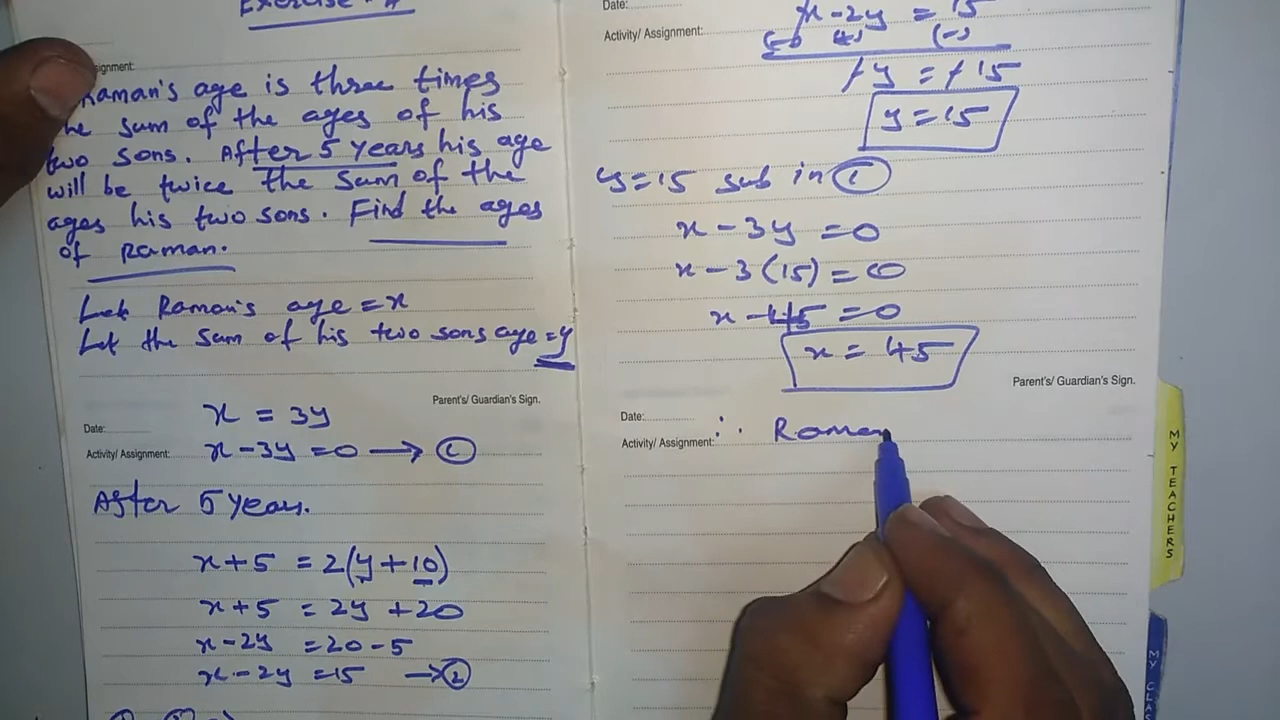 Exercise - A
ignment:
Raman's age is three times
he sum of the ages of his
two sons. After 5 years his age
will be twice the sum of the
ages his two sons. Find the ages
of Raman.
Let Raman's age = x
Let the sum of his two sons age = y
Parent's/ Guardian's Sign.
Date:
x = 3y
Activity/ Assignment:
x - 3y = 0 → ①
After 5 years.
x + 5 = 2(y + 10)
x + 5 = 2y + 20
x - 2y = 20 - 5
x - 2y = 15 → ②
Date:
x - 2y = 15
Activity/ Assignment:
(-) (+) (-)
+y = +15
y = 15
y = 15 sub in ①
x - 3y = 0
x - 3(15) = 0
x - 45 = 0
x = 45
Parent's/ Guardian's Sign.
Date:
Activity/ Assignment:
∴ Raman
MY TEACHERS
MY CLAS